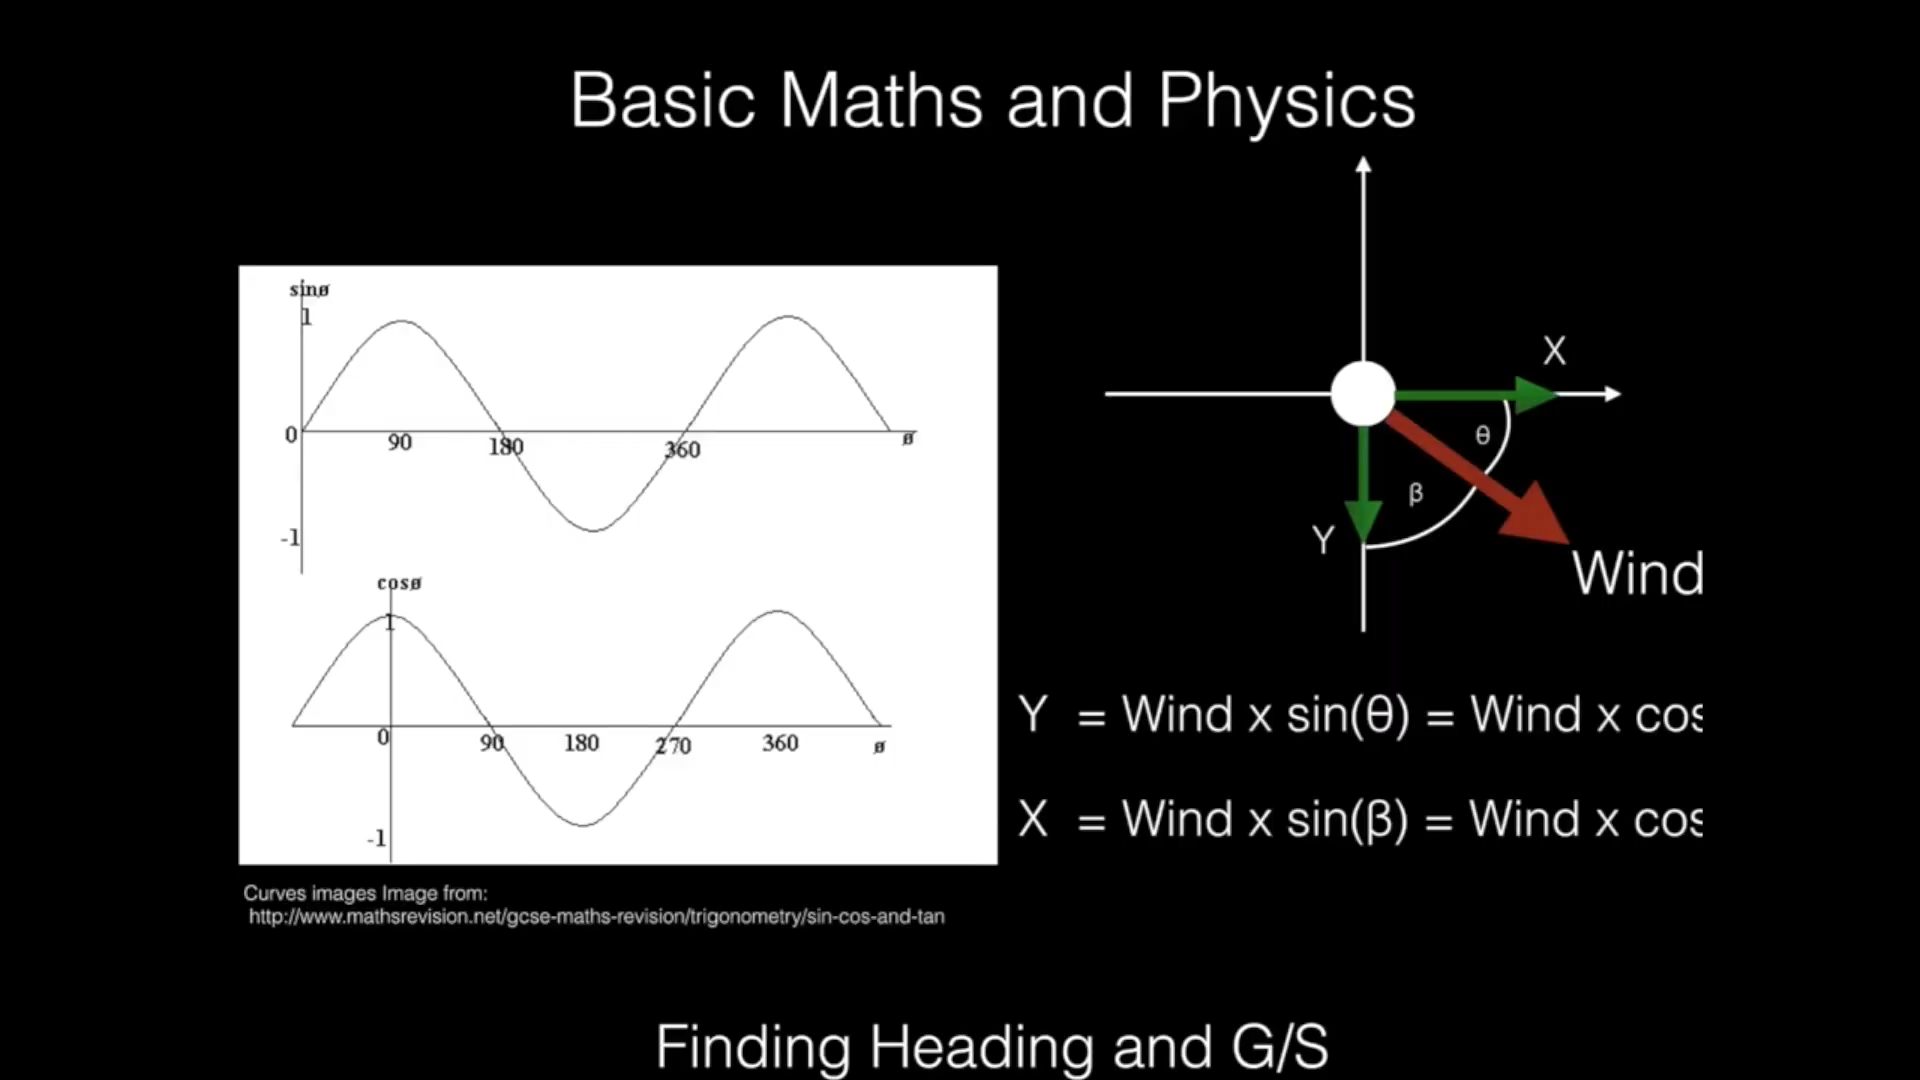 Basic Maths and Physics
sinø
1
0
90
180
360
ø
-1
cosø
1
0
90
180
270
360
ø
-1
Curves images Image from:
http://www.mathsrevision.net/gcse-maths-revision/trigonometry/sin-cos-and-tan
X
θ
β
Y
Wind
Y = Wind x sin(θ) = Wind x cos
X = Wind x sin(β) = Wind x cos
Finding Heading and G/S